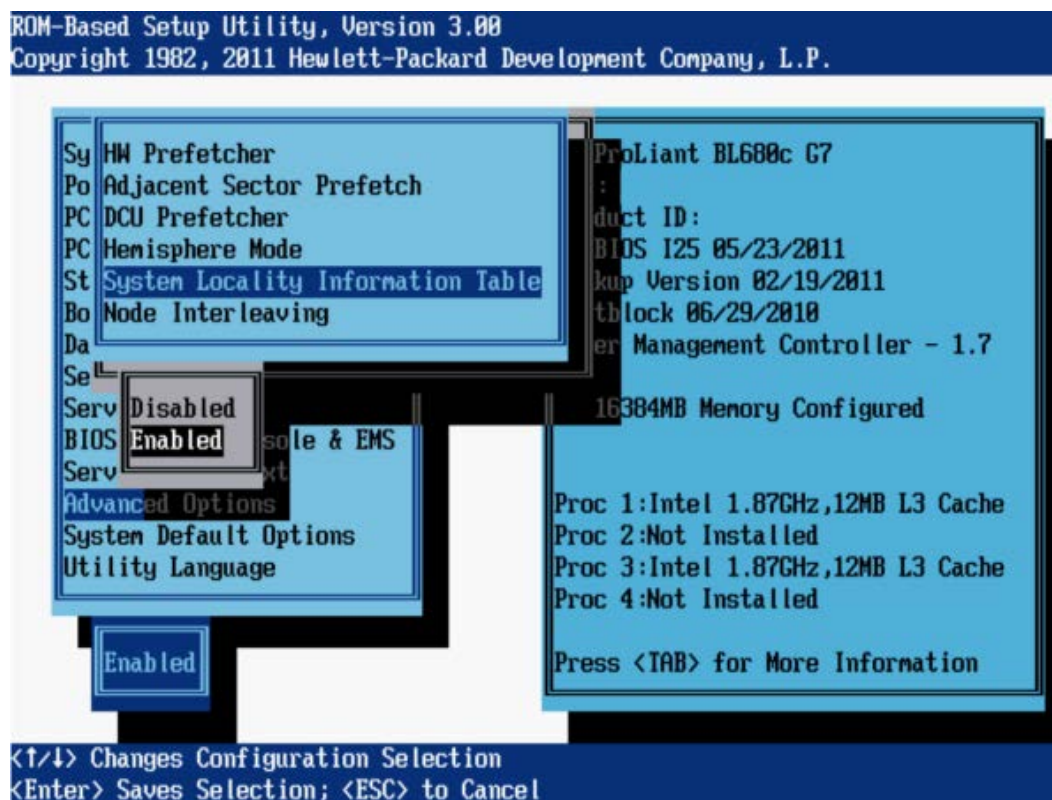 ROM-Based Setup Utility, Version 3.00
Copyright 1982, 2011 Hewlett-Packard Development Company, L.P.
HW Prefetcher
Adjacent Sector Prefetch
DCU Prefetcher
Hemisphere Mode
System Locality Information Table
Node Interleaving
Sy
Po
PC
PC
St
Bo
Da
Se
Serv
BIOS sole & EMS
Serv xt
Advanced Options
System Default Options
Utility Language
Disabled
Enabled
Enabled
ProLiant BL680c G7
:
duct ID:
BIOS I25 05/23/2011
kup Version 02/19/2011
tblock 06/29/2010
er Management Controller - 1.7
16384MB Memory Configured
Proc 1:Intel 1.87GHz,12MB L3 Cache
Proc 2:Not Installed
Proc 3:Intel 1.87GHz,12MB L3 Cache
Proc 4:Not Installed
Press <TAB> for More Information
<↑/↓> Changes Configuration Selection
<Enter> Saves Selection; <ESC> to Cancel